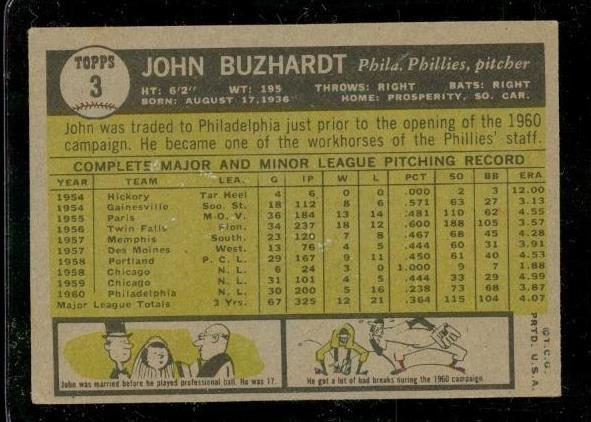 TOPPS
3
JOHN BUZHARDT Phila. Phillies, pitcher
HT: 6'2" WT: 195 THROWS: RIGHT BATS: RIGHT
BORN: AUGUST 17, 1936 HOME: PROSPERITY, SO. CAR.
John was traded to Philadelphia just prior to the opening of the 1960
campaign. He became one of the workhorses of the Phillies' staff.
COMPLETE MAJOR AND MINOR LEAGUE PITCHING RECORD
YEAR TEAM LEA. G IP W L PCT SO BB ERA
1954 Hickory Tar Heel 4 6 0 0 .000 2 3 12.00
1954 Gainesville Soo. St. 18 112 8 6 .571 63 27 3.13
1955 Paris M.O.V. 36 184 13 14 .481 110 62 4.55
1956 Twin Falls Pion. 34 237 18 12 .600 188 105 3.57
1957 Memphis South. 23 120 7 8 .467 68 45 4.28
1957 Des Moines West. 13 76 4 5 .444 60 31 3.91
1958 Portland P.C.L. 29 167 9 11 .450 61 40 4.53
1958 Chicago N.L. 6 24 3 0 1.000 9 7 1.88
1959 Chicago N.L. 31 101 4 5 .444 33 29 4.99
1960 Philadelphia N.L. 30 200 5 16 .238 73 68 3.87
Major League Totals 3 Yrs. 67 325 12 21 .364 115 104 4.07
John was married before he played professional ball. He was 17.
He got a lot of bad breaks during the 1960 campaign.
©T.C.G.
PRTD. U.S.A.